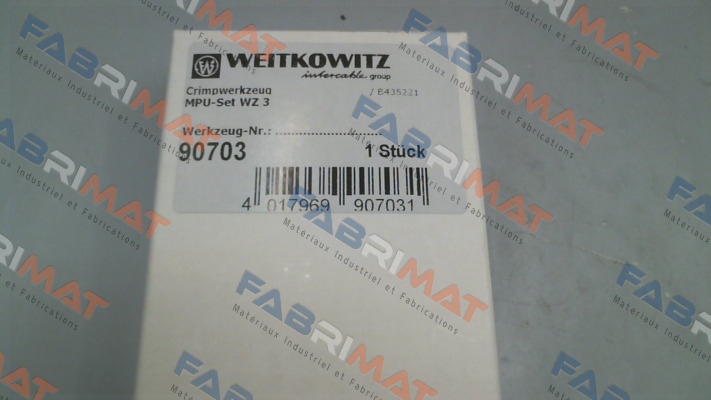 WEITKOWITZ
intercable group
Crimpwerkzeug / E435221
MPU-Set WZ 3
Werkzeug-Nr.: ................................
90703 1 Stück
4 017969 907031
FABRIMAT
Materiaux Industriel et Fabrications